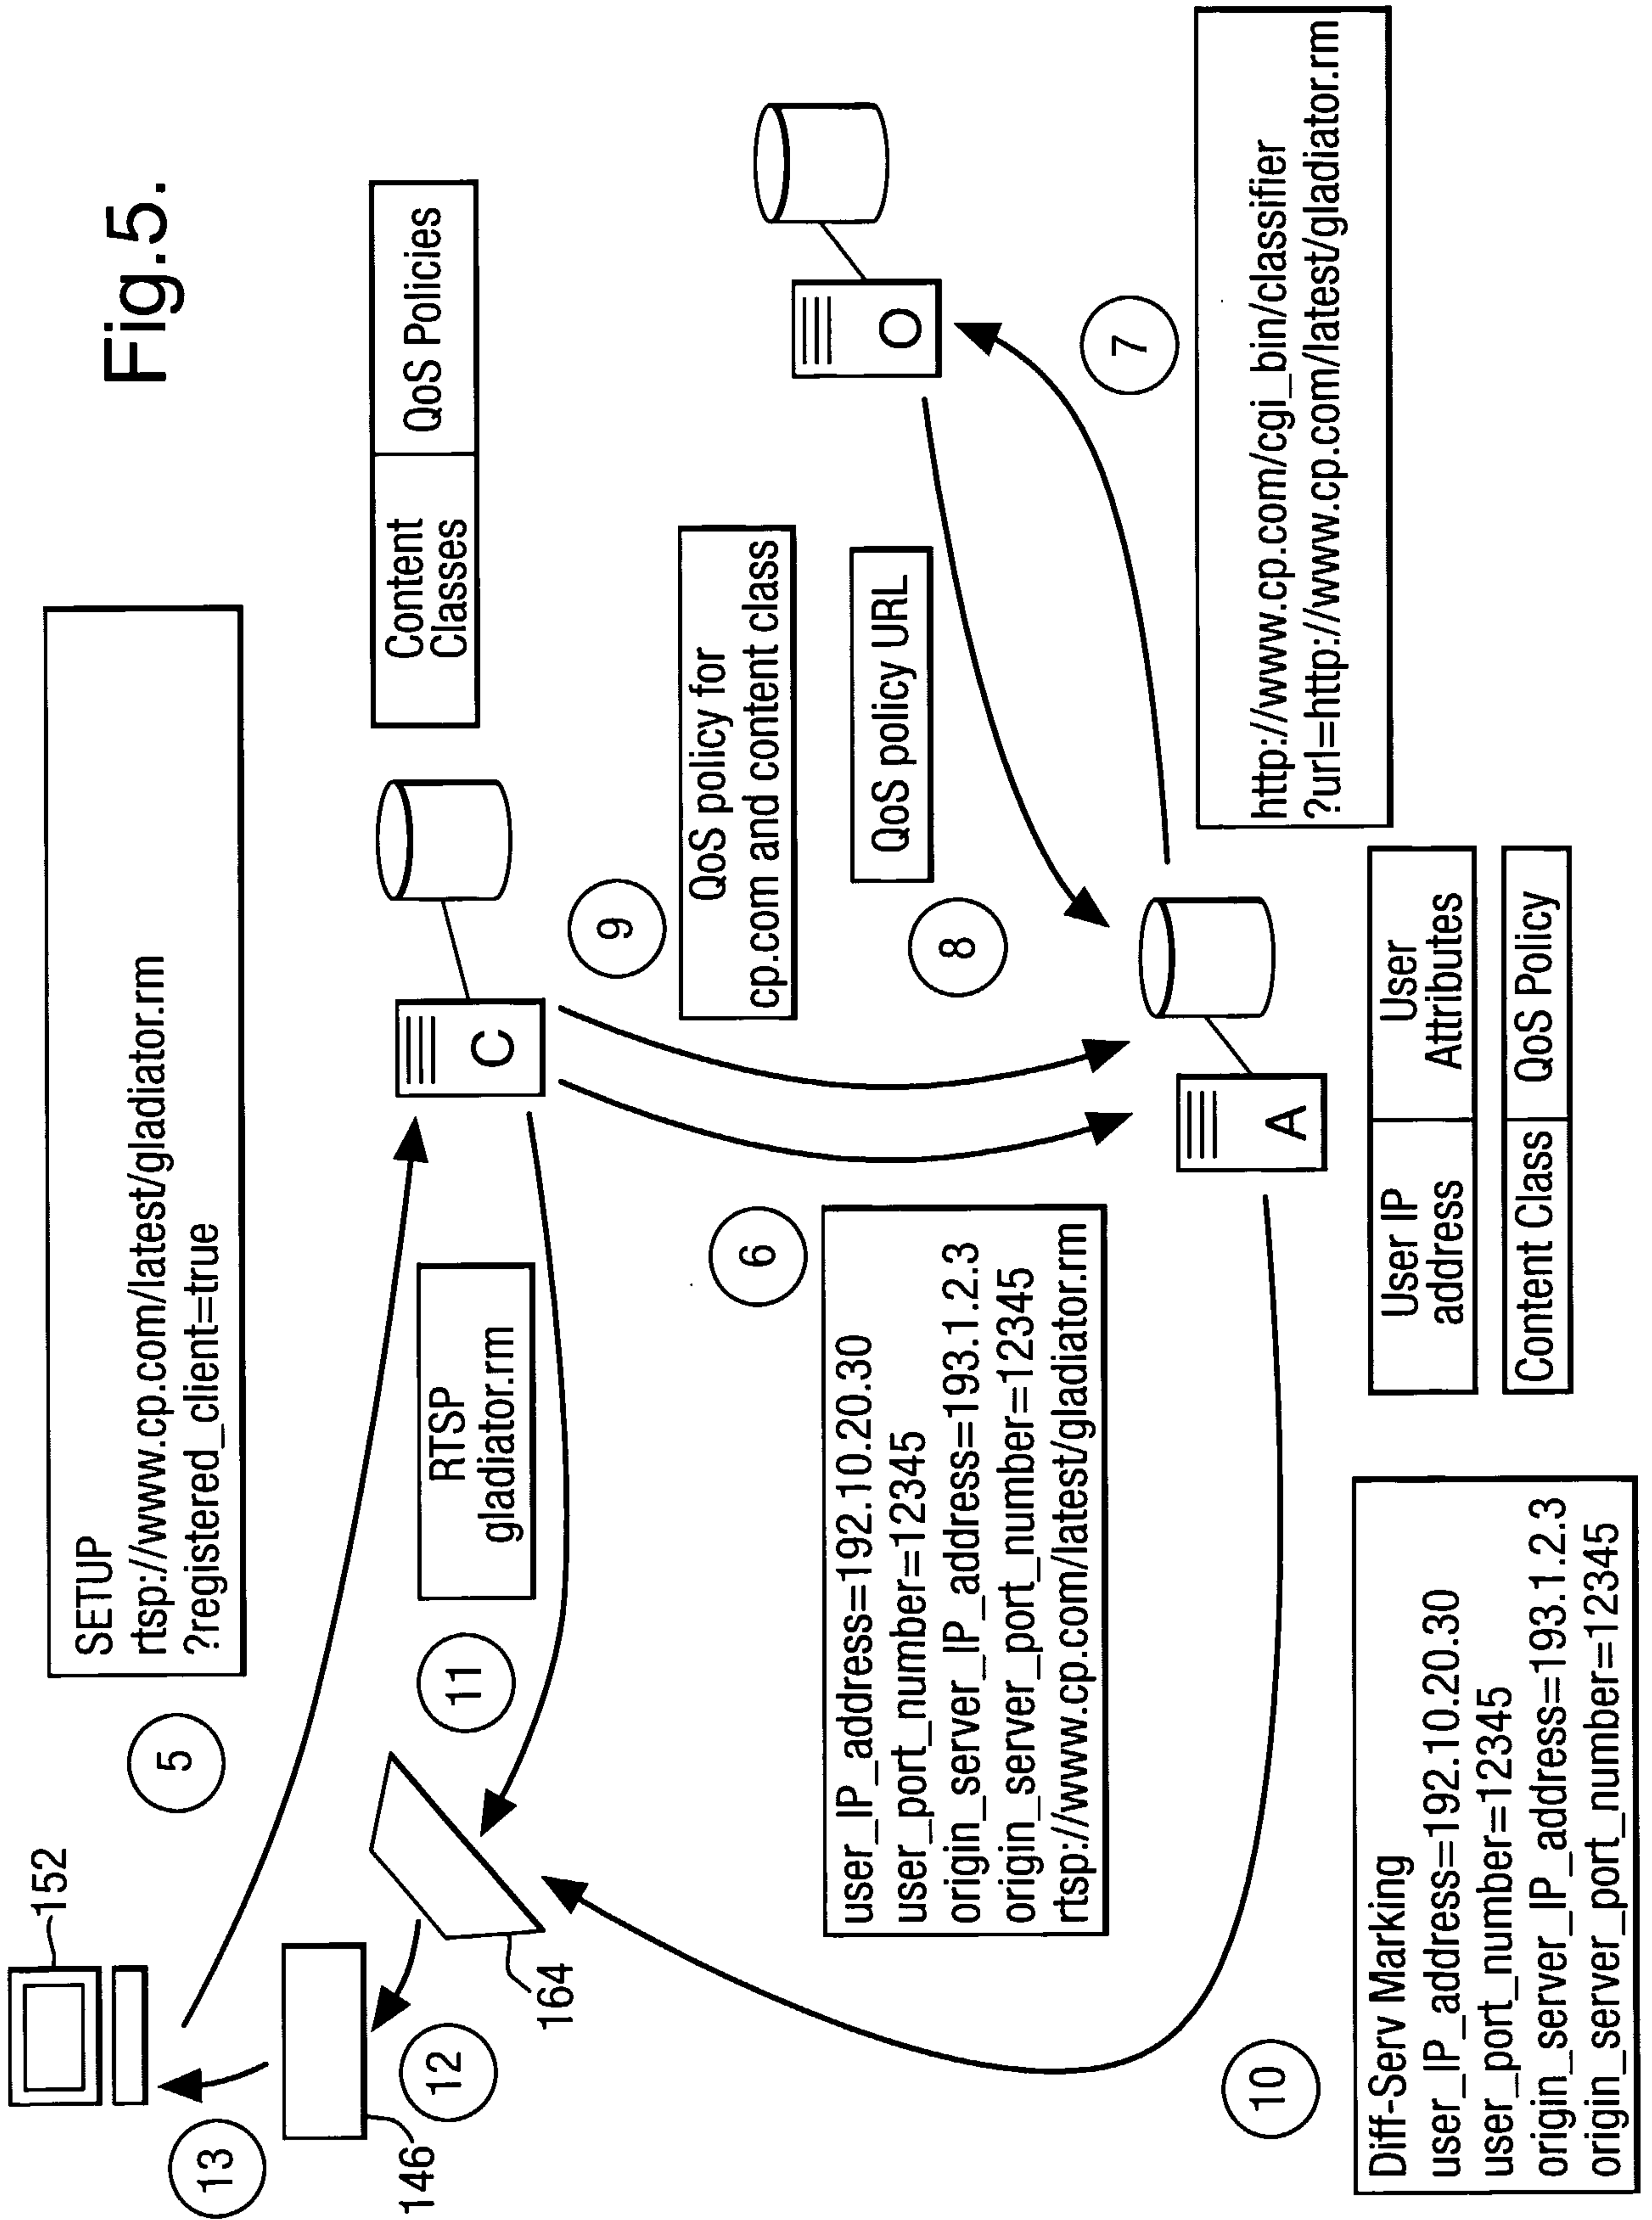 Fig.5.
152
5
SETUP
rtsp://www.cp.com/latest/gladiator.rm
?registered_client=true
13
146
12
164
11
RTSP
gladiator.rm
C
Content
Classes
QoS Policies
9
QoS policy for
cp.com and content class
8
QoS policy URL
O
7
http://www.cp.com/cgi_bin/classifier
?url=http://www.cp.com/latest/gladiator.rm
6
user_IP_address=192.10.20.30
user_port_number=12345
origin_server_IP_address=193.1.2.3
origin_server_port_number=12345
rtsp://www.cp.com/latest/gladiator.rm
A
User IP
address
User
Attributes
Content Class
QoS Policy
10
Diff-Serv Marking
user_IP_address=192.10.20.30
user_port_number=12345
origin_server_IP_address=193.1.2.3
origin_server_port_number=12345